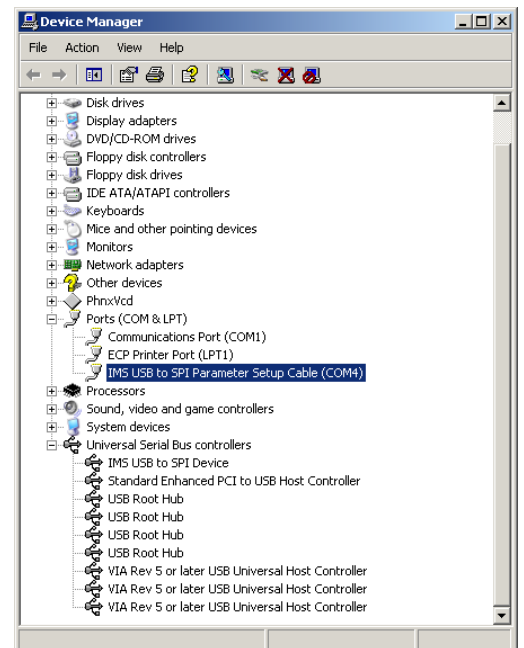 Device Manager
File Action View Help
Disk drives
Display adapters
DVD/CD-ROM drives
Floppy disk controllers
Floppy disk drives
IDE ATA/ATAPI controllers
Keyboards
Mice and other pointing devices
Monitors
Network adapters
Other devices
PhnxVcd
Ports (COM & LPT)
Communications Port (COM1)
ECP Printer Port (LPT1)
IMS USB to SPI Parameter Setup Cable (COM4)
Processors
Sound, video and game controllers
System devices
Universal Serial Bus controllers
IMS USB to SPI Device
Standard Enhanced PCI to USB Host Controller
USB Root Hub
USB Root Hub
USB Root Hub
USB Root Hub
VIA Rev 5 or later USB Universal Host Controller
VIA Rev 5 or later USB Universal Host Controller
VIA Rev 5 or later USB Universal Host Controller